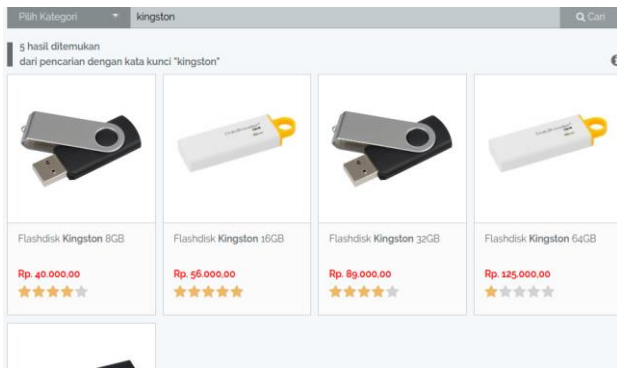 Pilih Kategori
kingston
Cari
5 hasil ditemukan
dari pencarian dengan kata kunci "kingston"
Flashdisk Kingston 8GB
Rp. 40.000,00
Flashdisk Kingston 16GB
Rp. 56.000,00
Flashdisk Kingston 32GB
Rp. 89.000,00
Flashdisk Kingston 64GB
Rp. 125.000,00